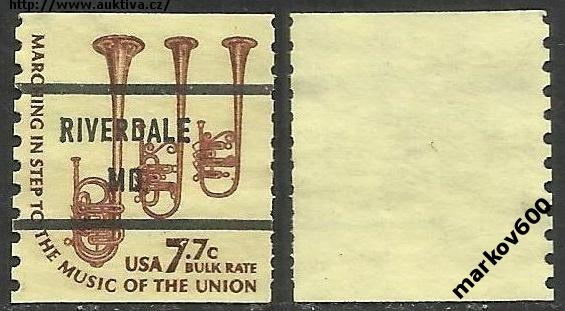 http://www.auktiva.cz/
MARCHING IN STEP TO THE MUSIC OF THE UNION
RIVERDALE
MD
USA 7.7c
BULK RATE
markov600